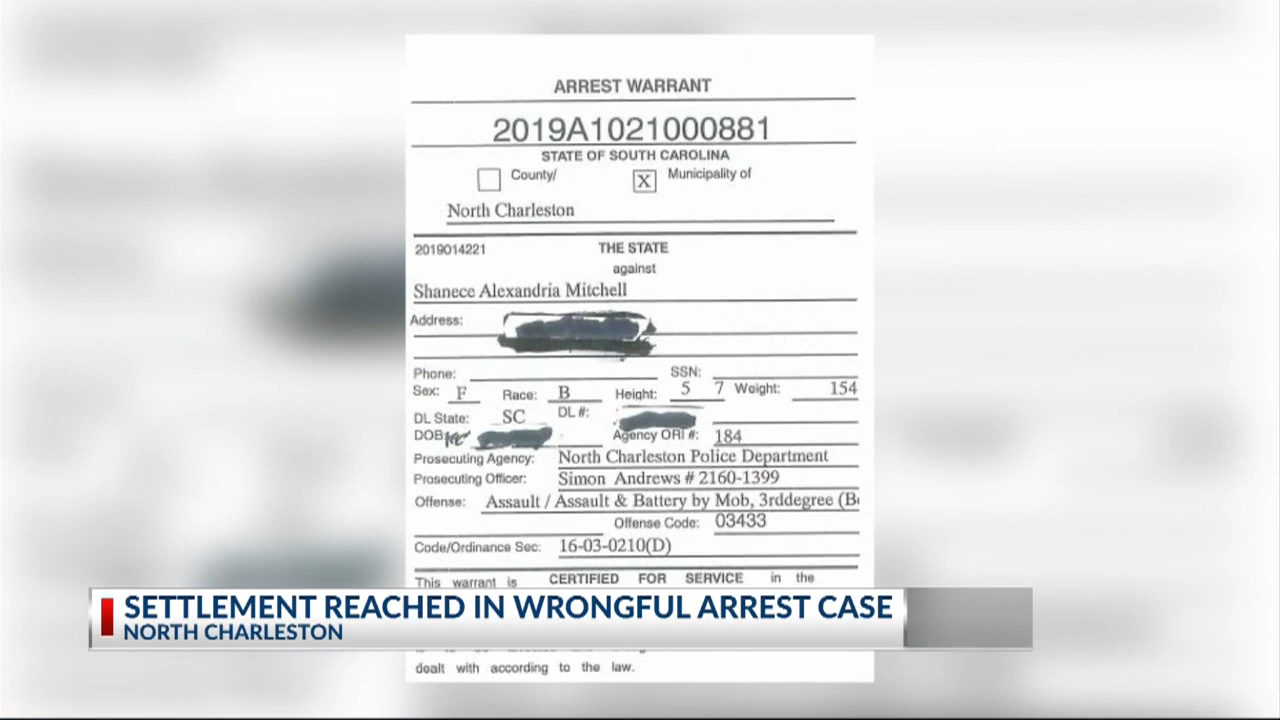 ARREST WARRANT
2019A1021000881
STATE OF SOUTH CAROLINA
County/ X Municipality of
North Charleston
2019014221 THE STATE
against
Shanece Alexandria Mitchell
Address:
Phone: SSN:
Sex: F Race: B Height: 5 7 Weight: 154
DL State: SC DL #:
DOB: Agency ORI #: 184
Prosecuting Agency: North Charleston Police Department
Prosecuting Officer: Simon Andrews # 2160-1399
Offense: Assault / Assault & Battery by Mob, 3rddegree (B
Offense Code: 03433
Code/Ordinance Sec: 16-03-0210(D)
This warrant is CERTIFIED FOR SERVICE in the
SETTLEMENT REACHED IN WRONGFUL ARREST CASE
NORTH CHARLESTON
dealt with according to the law.